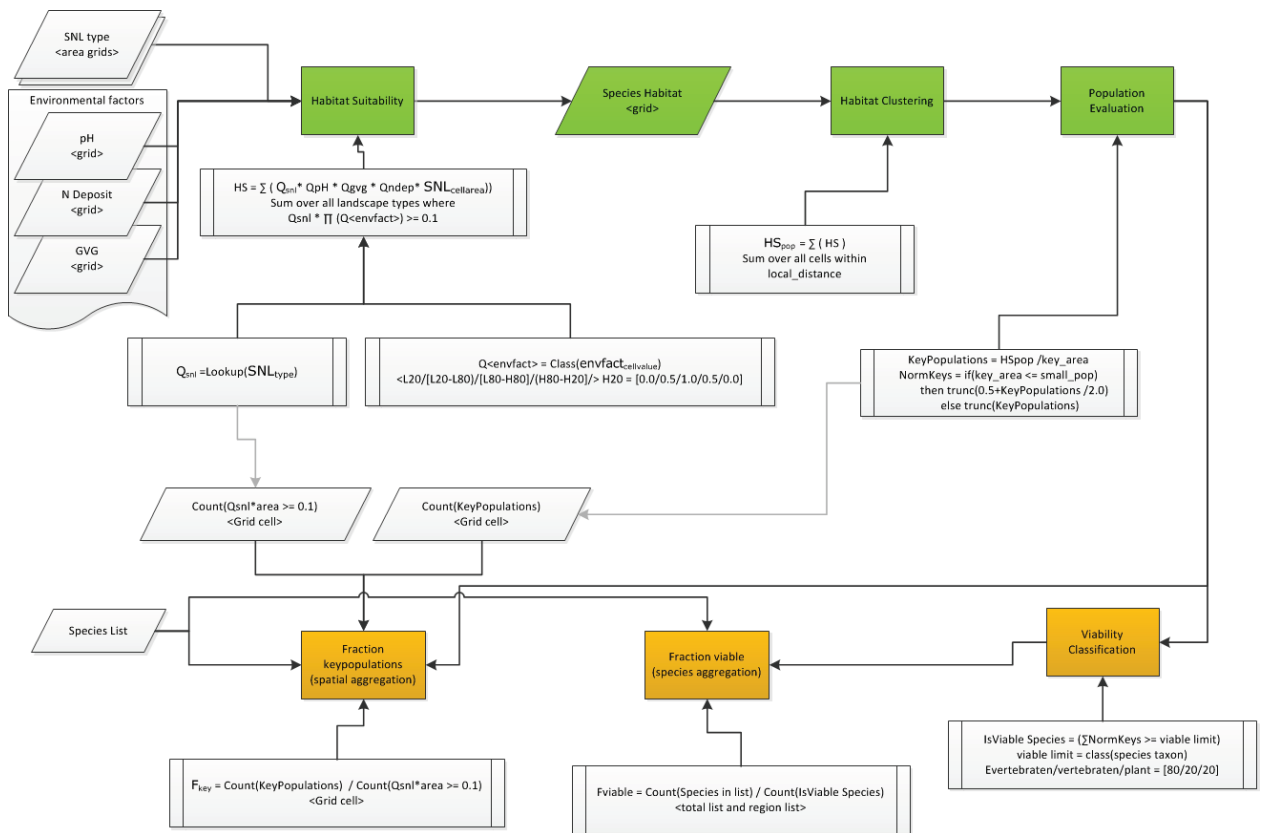 SNL type
<area grids>
Environmental factors
pH
<grid>
N Deposit
<grid>
GVG
<grid>
Habitat Suitability
Species Habitat
<grid>
Habitat Clustering
Population
Evaluation
HS = ∑ ( Qsnl* QpH * Qgvg * Qndep* SNLcellarea))
Sum over all landscape types where
Qsnl * ∏ (Q<envfact>) >= 0.1
HSpop = ∑ ( HS )
Sum over all cells within
local_distance
Qsnl =Lookup(SNLtype)
Q<envfact> = Class(envfactcellvalue)
<L20/[L20-L80)/[L80-H80]/(H80-H20]/> H20 = [0.0/0.5/1.0/0.5/0.0]
KeyPopulations = HSpop /key_area
NormKeys = if(key_area <= small_pop)
then trunc(0.5+KeyPopulations /2.0)
else trunc(KeyPopulations)
Count(Qsnl*area >= 0.1)
<Grid cell>
Count(KeyPopulations)
<Grid cell>
Species List
Fraction
keypopulations
(spatial aggregation)
Fraction viable
(species aggregation)
Viability
Classification
Fkey = Count(KeyPopulations) / Count(Qsnl*area >= 0.1)
<Grid cell>
Fviable = Count(Species in list) / Count(IsViable Species)
<total list and region list>
IsViable Species = (∑NormKeys >= viable limit)
viable limit = class(species taxon)
Evertebraten/vertebraten/plant = [80/20/20]